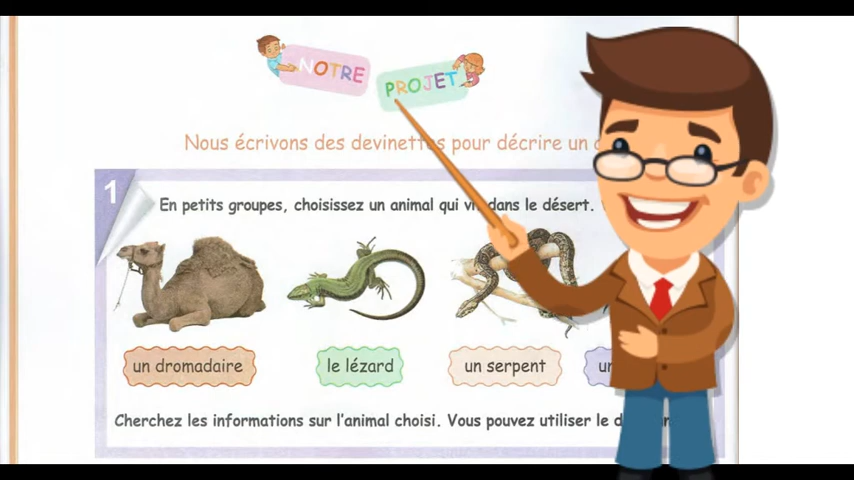 NOTRE PROJET
Nous écrivons des devinettes pour décrire un
1
En petits groupes, choisissez un animal qui vit dans le désert.
un dromadaire
le lézard
un serpent
Cherchez les informations sur l'animal choisi. Vous pouvez utiliser le